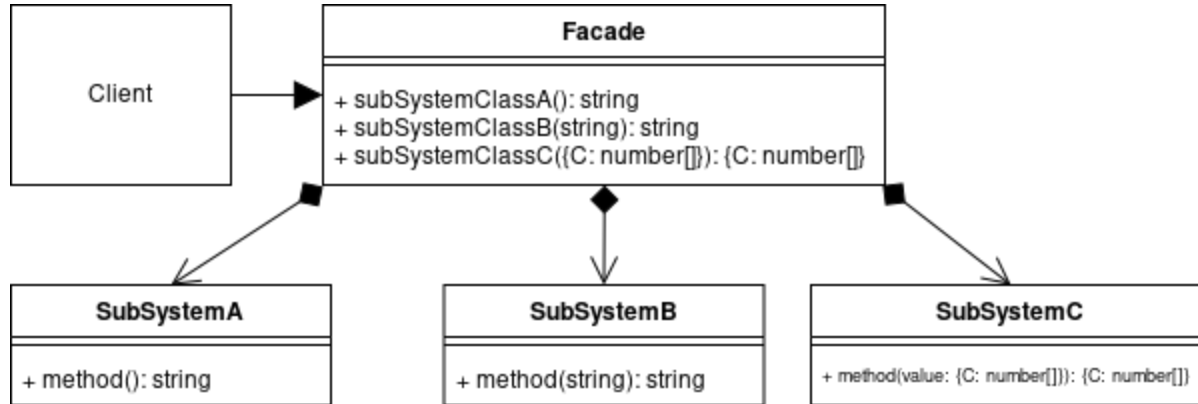 Client
Facade
+ subSystemClassA(): string
+ subSystemClassB(string): string
+ subSystemClassC({C: number[]}): {C: number[]}
SubSystemA
+ method(): string
SubSystemB
+ method(string): string
SubSystemC
+ method(value: {C: number[]}): {C: number[]}